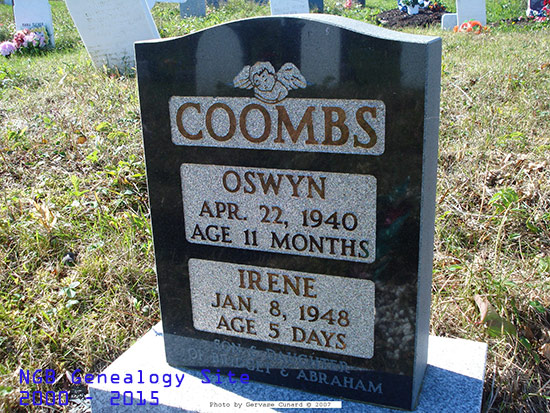 COOMBS
OSWYN
APR. 22, 1940
AGE 11 MONTHS
IRENE
JAN. 8, 1948
AGE 5 DAYS
SON & DAUGHTER
OF & ABRAHAM
NGB Genealogy Site
2000 - 2015
Photo by Gervase Cunard © 2007